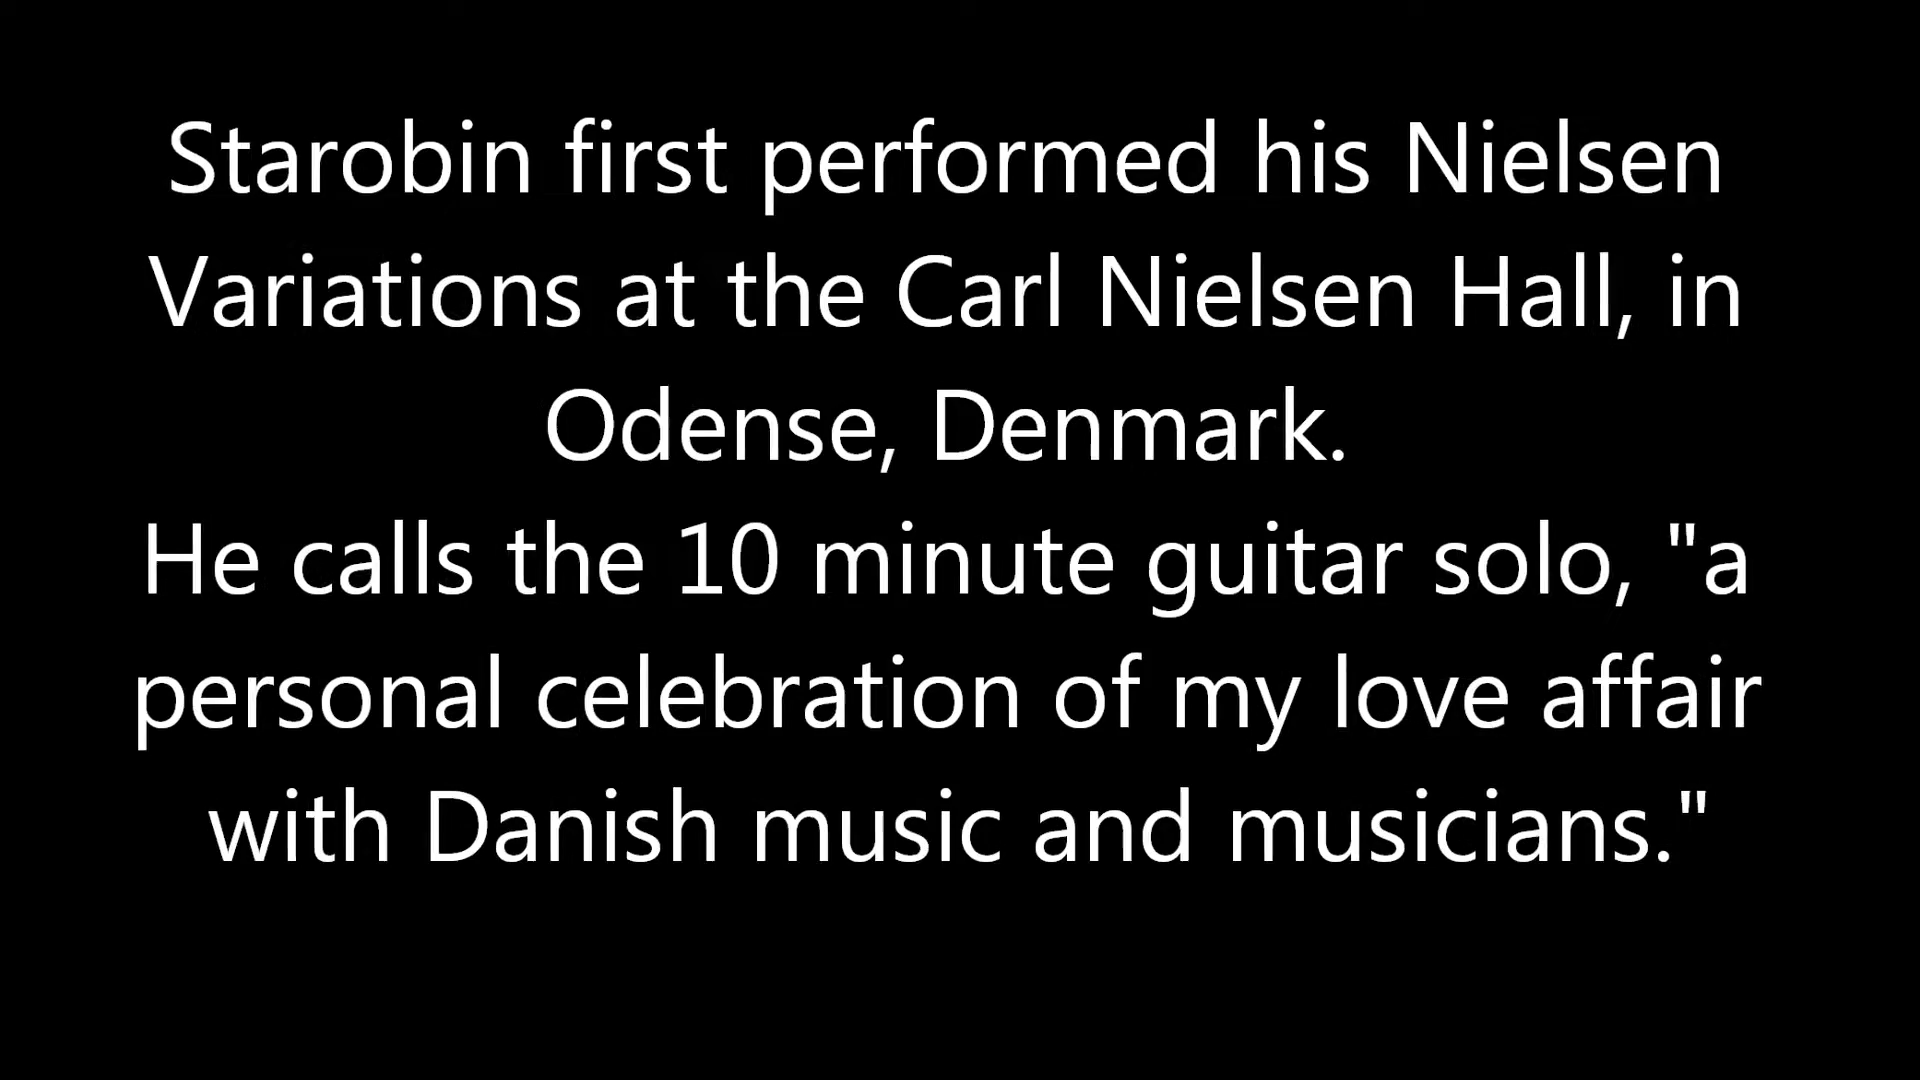 Starobin first performed his Nielsen
Variations at the Carl Nielsen Hall, in
Odense, Denmark.
He calls the 10 minute guitar solo, "a
personal celebration of my love affair
with Danish music and musicians."